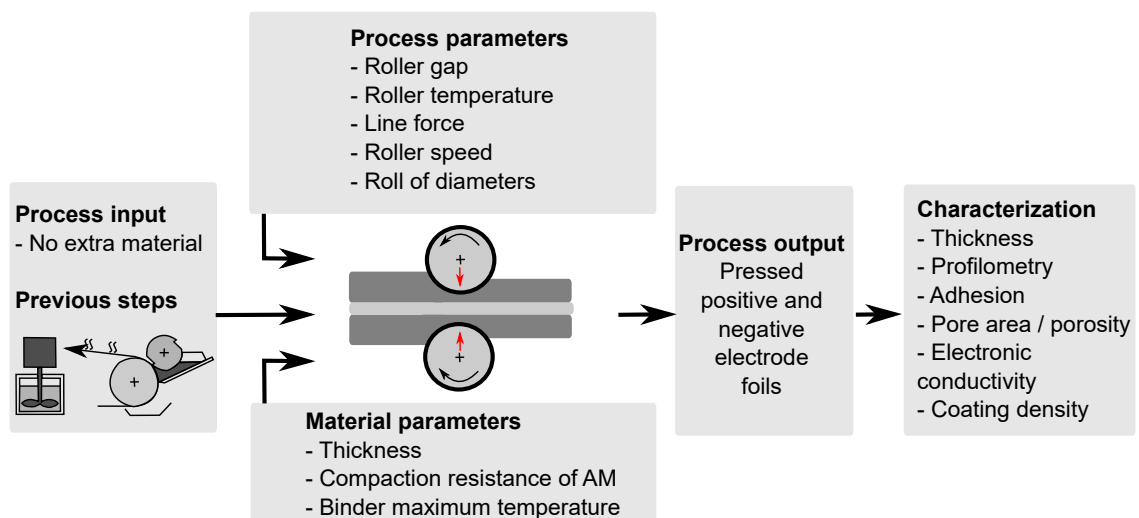 Process parameters
- Roller gap
- Roller temperature
- Line force
- Roller speed
- Roll of diameters
Process input
- No extra material
Previous steps
Material parameters
- Thickness
- Compaction resistance of AM
- Binder maximum temperature
Process output
Pressed
positive and
negative
electrode
foils
Characterization
- Thickness
- Profilometry
- Adhesion
- Pore area / porosity
- Electronic
conductivity
- Coating density